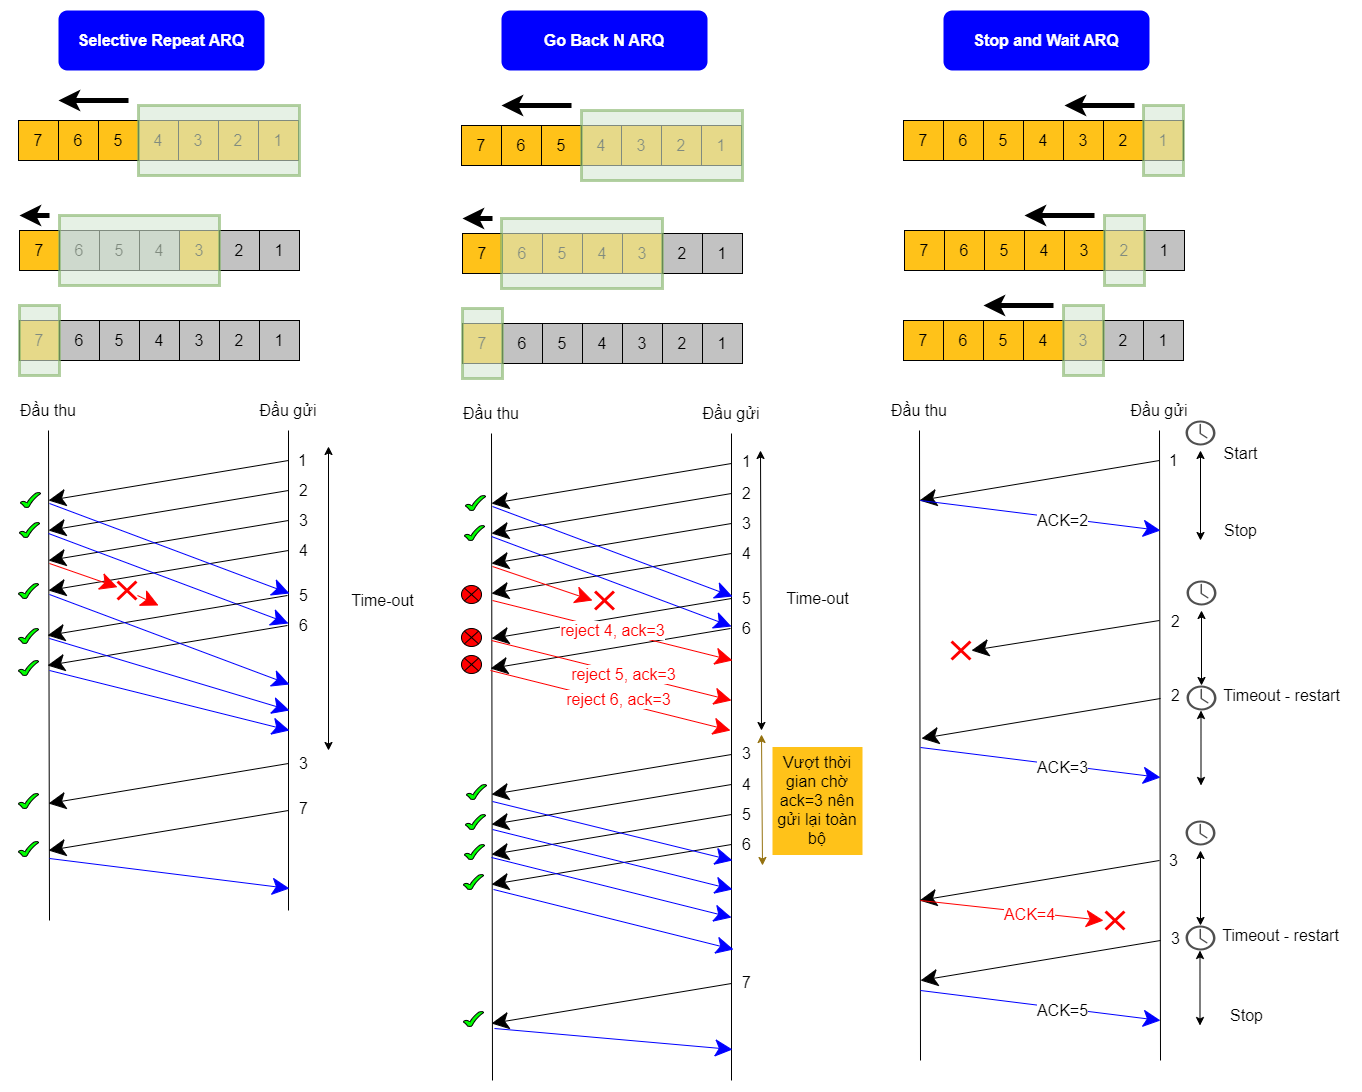 Selective Repeat ARQ
7 6 5 4 3 2 1
7 6 5 4 3 2 1
7 6 5 4 3 2 1
Đầu thu Đầu gửi
1
2
3
4
5
6
Time-out
3
7
Go Back N ARQ
7 6 5 4 3 2 1
7 6 5 4 3 2 1
7 6 5 4 3 2 1
Đầu thu Đầu gửi
1
2
3
4
5
6
Time-out
reject 4, ack=3
reject 5, ack=3
reject 6, ack=3
3
4
5
6
Vượt thời
gian chờ
ack=3 nên
gửi lại toàn
bộ
7
Stop and Wait ARQ
7 6 5 4 3 2 1
7 6 5 4 3 2 1
7 6 5 4 3 2 1
Đầu thu Đầu gửi
Start
1
ACK=2
Stop
2
2
Timeout - restart
ACK=3
3
ACK=4
3
Timeout - restart
ACK=5
Stop